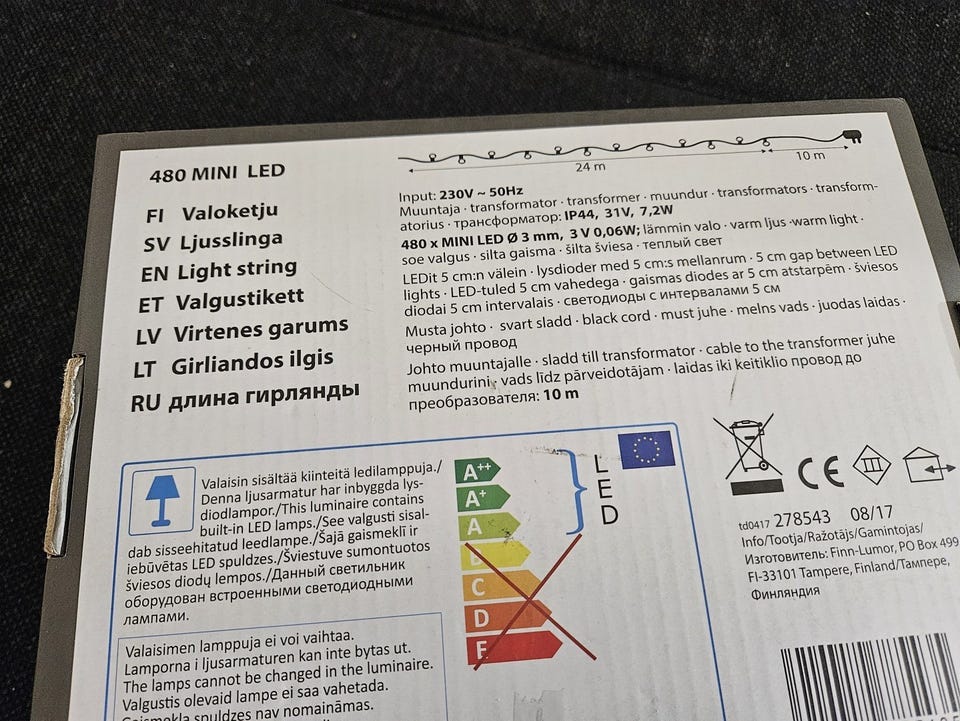 480 MINI LED
FI Valoketju
SV Ljusslinga
EN Light string
ET Valgustikett
LV Virtenes garums
LT Girliandos ilgis
RU длина гирлянды
24 m
10 m
Input: 230V ~ 50Hz
Muuntaja · transformator · transformer · muundur · transformators · transform-
atorius · трансформатор: IP44, 31V, 7,2W
480 x MINI LED Ø 3 mm, 3 V 0,06W; lämmin valo · varm ljus ·warm light ·
soe valgus · silta gaisma · šilta šviesa · теплый свет
LEDit 5 cm:n välein · lysdioder med 5 cm:s mellanrum · 5 cm gap between LED
lights · LED-tuled 5 cm vahedega · gaismas diodes ar 5 cm atstarpēm · šviesos
diodai 5 cm intervalais · светодиоды с интервалами 5 см
Musta johto · svart sladd · black cord · must juhe · melns vads · juodas laidas ·
черный провод
Johto muuntajalle · sladd till transformator · cable to the transformer juhe
muundurini · vads līdz pārveidotājam · laidas iki keitiklio провод до
преобразователя: 10 m
Valaisin sisältää kiinteitä ledilamppuja./
Denna ljusarmatur har inbyggda lys-
diodlampor./This luminaire contains
built-in LED lamps./See valgusti sisal-
dab sisseehitatud leedlampe./Šajā gaismeklī ir
iebūvētas LED spuldzes./Šviestuve sumontuotos
šviesos diodų lempos./Данный светильник
оборудован встроенными светодиодными
лампами.
A++
A+
A
B
C
D
E
LED
Valaisimen lamppuja ei voi vaihtaa.
Lamporna i ljusarmaturen kan inte bytas ut.
The lamps cannot be changed in the luminaire.
Valgustis olevaid lampe ei saa vahetada.
Gaismekļa spuldzes nav nomaināmas.
CE
III
td0417 278543 08/17
Info/Tootja/Ražotājs/Gamintojas/
Изготовитель: Finn-Lumor, PO Box 499,
FI-33101 Tampere, Finland/Тампере,
Финляндия